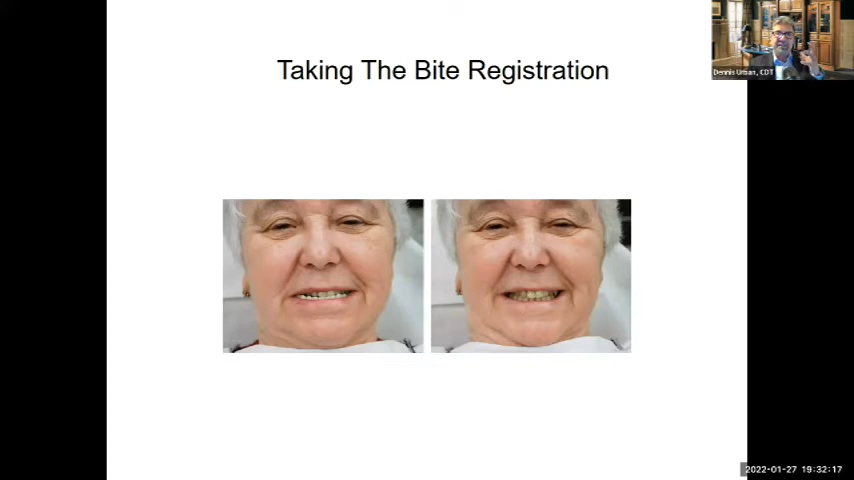 Taking The Bite Registration
Dennis Urban, CDT
2022-01-27 19:32:17